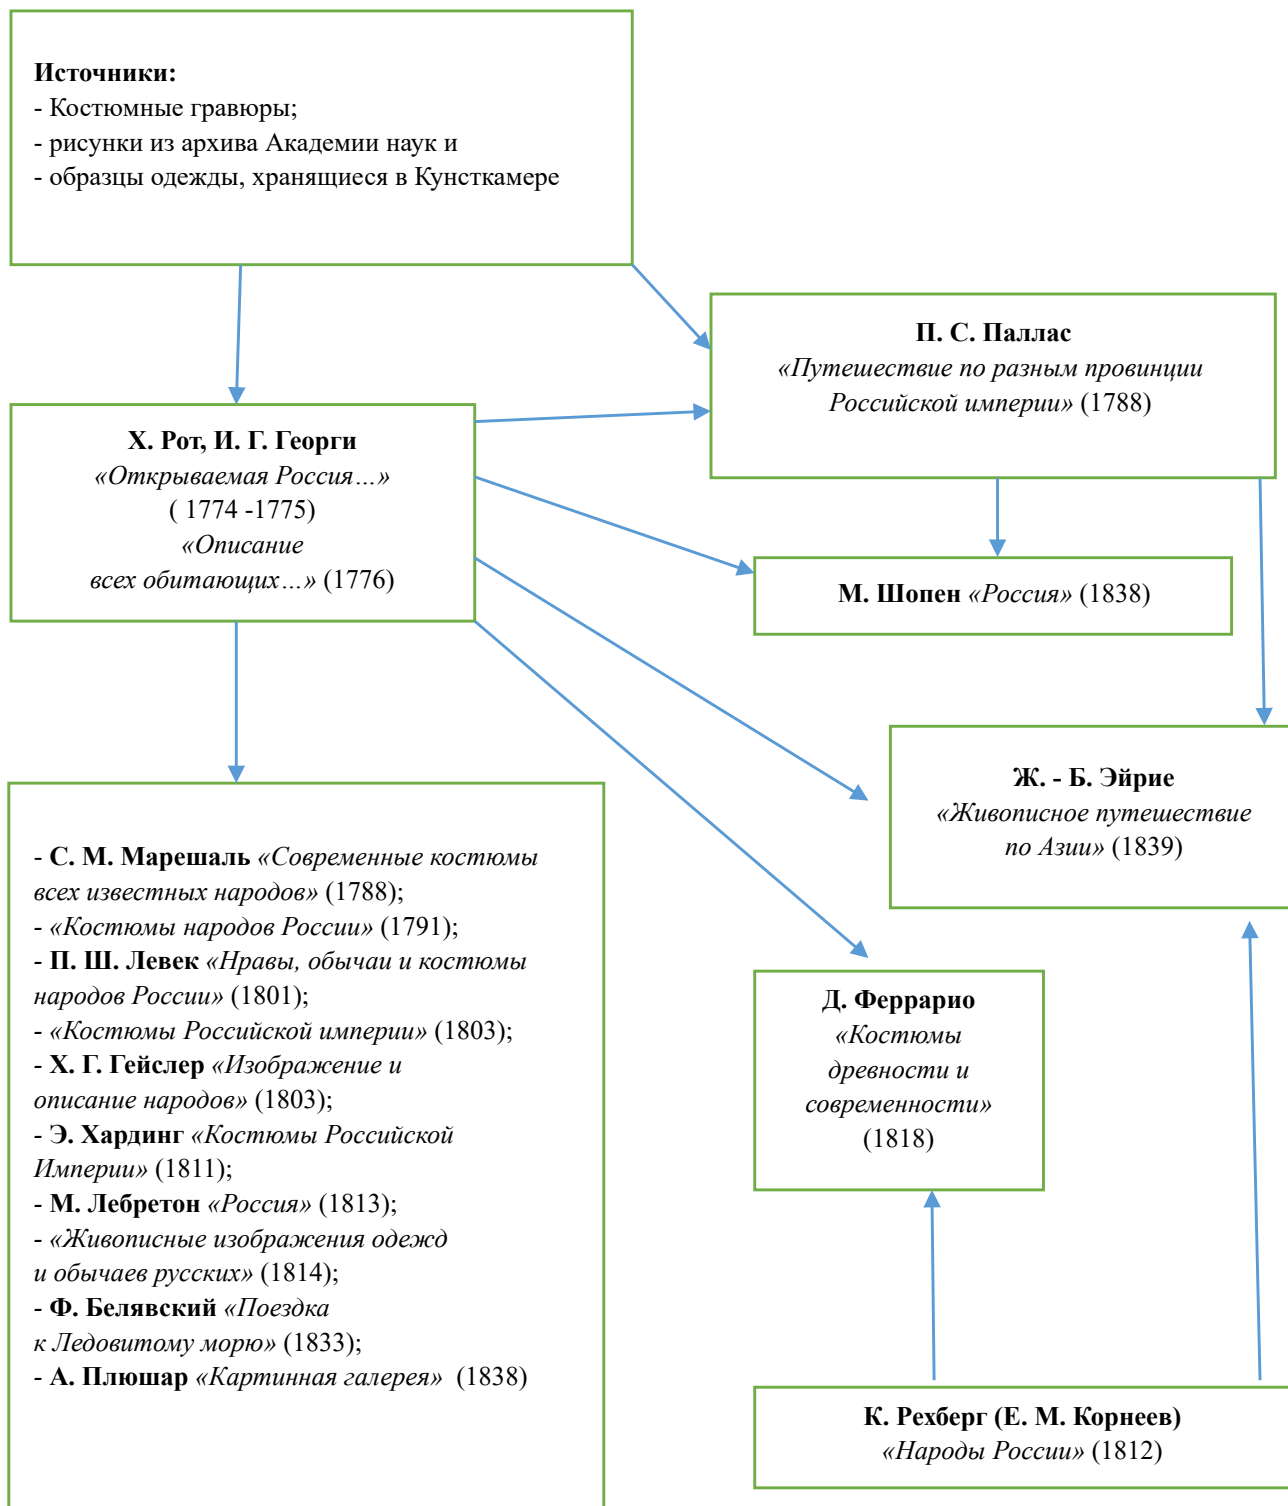 Источники:
- Костюмные гравюры;
- рисунки из архива Академии наук и
- образцы одежды, хранящиеся в Кунсткамере
П. С. Паллас
«Путешествие по разным провинции
Российской империи» (1788)
Х. Рот, И. Г. Георги
«Открываемая Россия…»
( 1774 -1775)
«Описание
всех обитающих…» (1776)
М. Шопен «Россия» (1838)
Ж. - Б. Эйрие
«Живописное путешествие
по Азии» (1839)
- С. М. Марешаль «Современные костюмы
всех известных народов» (1788);
- «Костюмы народов России» (1791);
- П. Ш. Левек «Нравы, обычаи и костюмы
народов России» (1801);
- «Костюмы Российской империи» (1803);
- Х. Г. Гейслер «Изображение и
описание народов» (1803);
- Э. Хардинг «Костюмы Российской
Империи» (1811);
- М. Лебретон «Россия» (1813);
- «Живописные изображения одежд
и обычаев русских» (1814);
- Ф. Белявский «Поездка
к Ледовитому морю» (1833);
- А. Плюшар «Картинная галерея» (1838)
Д. Феррарио
«Костюмы
древности и
современности»
(1818)
К. Рехберг (Е. М. Корнеев)
«Народы России» (1812)